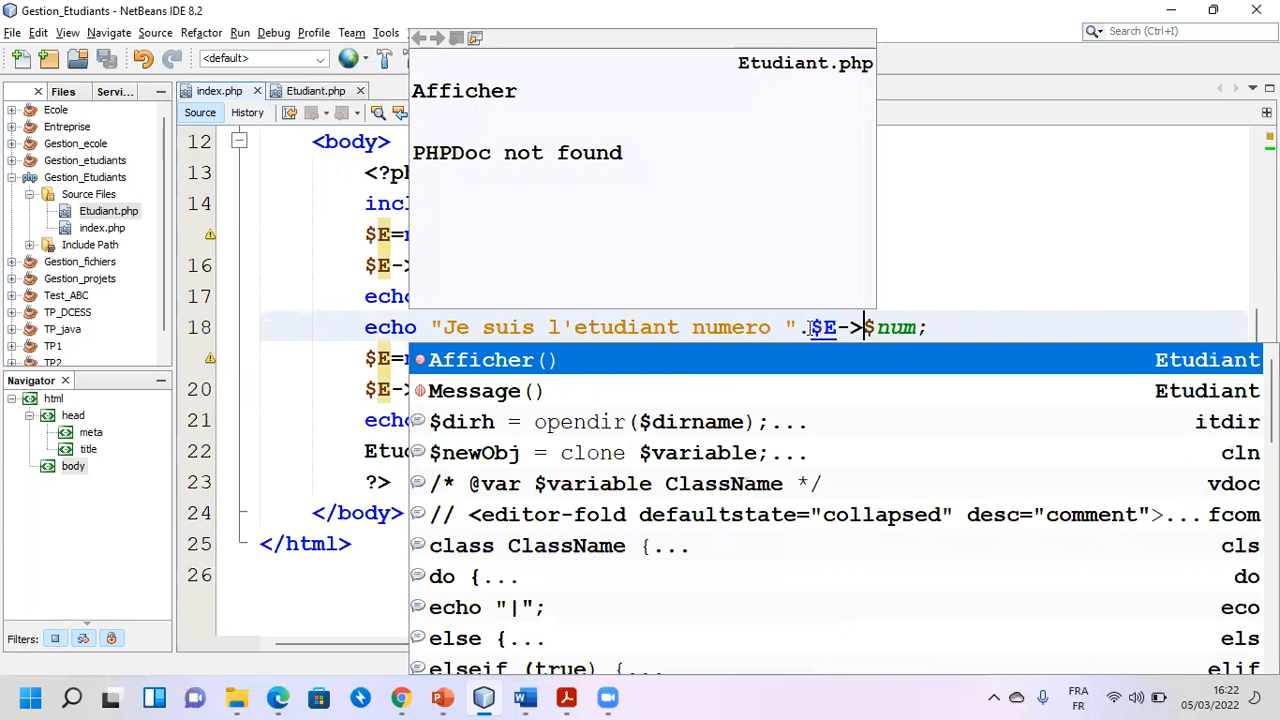 Gestion_Etudiants - NetBeans IDE 8.2
File Edit View Navigate Source Refactor Run Debug Profile Team Tools
Search (Ctrl+I)
<default>
Files Servi...
index.php Etudiant.php
Source History
Ecole
Entreprise
Gestion_ecole
Gestion_etudiants
Gestion_Etudiants
Source Files
Etudiant.php
index.php
Include Path
Gestion_fichiers
Gestion_projets
Test_ABC
TP_DCESS
TP_java
TP1
TP2
Navigator
html
head
meta
title
body
Filters:
Etudiant.php
Afficher
PHPDoc not found
12 <body>
13 <?ph
14 incl
$E=n
16 $E->
17 echo
18 echo "Je suis l'etudiant numero ".$E->$num;
$E=n
20 $E->
21 echo
22 Etud
23 ?>
24 </body>
25 </html>
26
Afficher() Etudiant
Message() Etudiant
$dirh = opendir($dirname);... itdir
$newObj = clone $variable;... cln
/* @var $variable ClassName */ vdoc
// <editor-fold defaultstate="collapsed" desc="comment">... fcom
class ClassName {... cls
do {... do
echo "|"; eco
else {... els
elseif (true) {... elif
FRA
FR
16:22
05/03/2022